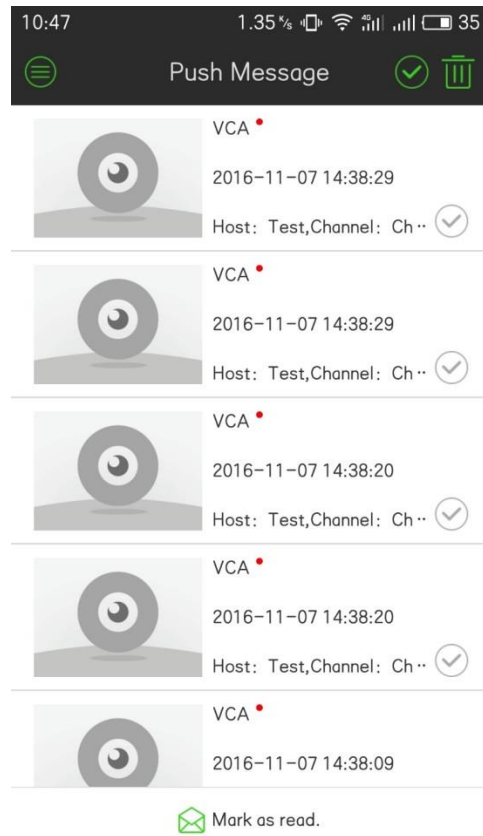 10:47 1.35 K/s 4G 35
Push Message
VCA
2016-11-07 14:38:29
Host: Test,Channel: Ch··
VCA
2016-11-07 14:38:29
Host: Test,Channel: Ch··
VCA
2016-11-07 14:38:20
Host: Test,Channel: Ch··
VCA
2016-11-07 14:38:20
Host: Test,Channel: Ch··
VCA
2016-11-07 14:38:09
Mark as read.